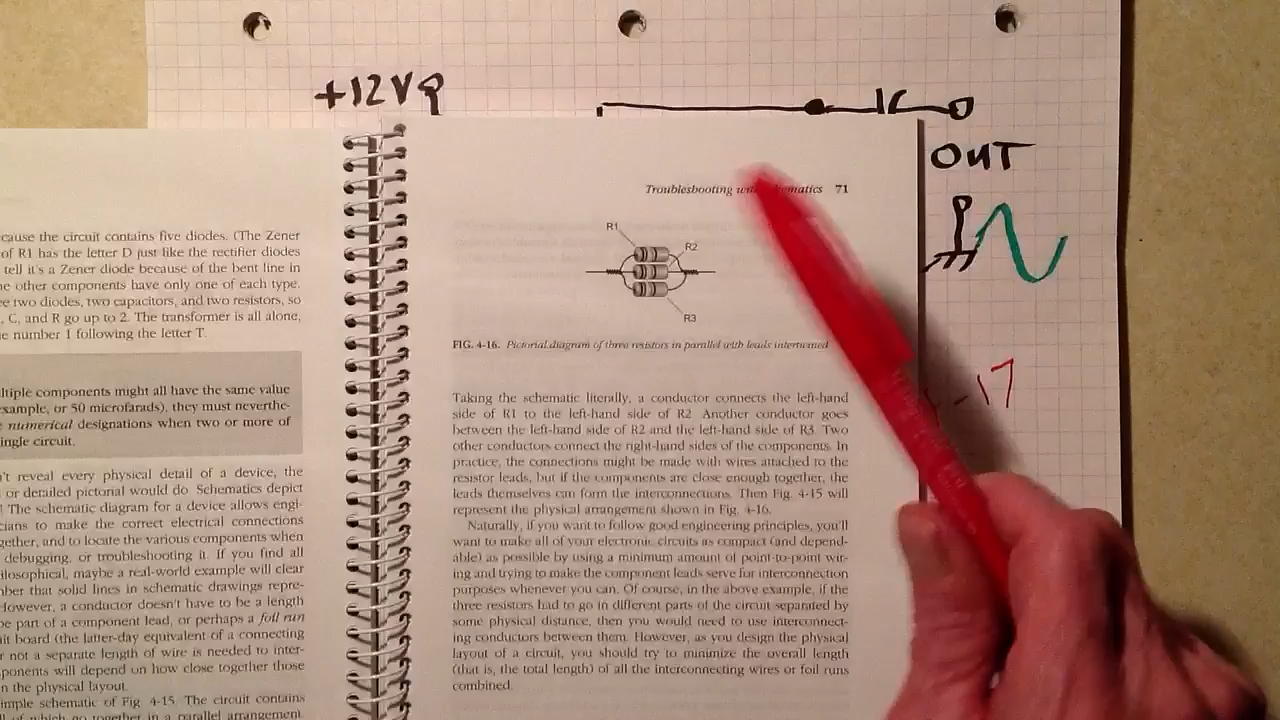 +12V
OUT
-17
cause the circuit contains five diodes. (The Zener
of R1 has the letter D just like the rectifier diodes
tell it's a Zener diode because of the bent line in
e other components have only one of each type.
e two diodes, two capacitors, and two resistors, so
, C, and R go up to 2. The transformer is all alone,
e number 1 following the letter T.
ltiple components might all have the same value
example, or 50 microfarads), they must neverthe-
numerical designations when two or more of
ingle circuit.
't reveal every physical detail of a device, the
or detailed pictorial would do. Schematics depict
! The schematic diagram for a device allows engi-
cians to make the correct electrical connections
gether, and to locate the various components when
debugging, or troubleshooting it. If you find all
ilosophical, maybe a real-world example will clear
ber that solid lines in schematic drawings repre-
However, a conductor doesn't have to be a length
be part of a component lead, or perhaps a foil run
it board (the latter-day equivalent of a connecting
r not a separate length of wire is needed to inter-
ponents will depend on how close together those
n the physical layout.
imple schematic of Fig. 4-15. The circuit contains
ll of which go together in a parallel arrangement.
Troubleshooting 71
R1
R2
R3
FIG. 4-16. Pictorial diagram of three resistors in parallel with leads intertwined
Taking the schematic literally, a conductor connects the left-hand
side of R1 to the left-hand side of R2. Another conductor goes
between the left-hand side of R2 and the left-hand side of R3. Two
other conductors connect the right-hand sides of the components. In
practice, the connections might be made with wires attached to the
resistor leads, but if the components are close enough together, the
leads themselves can form the interconnections. Then Fig. 4-15 will
represent the physical arrangement shown in Fig. 4-16.
Naturally, if you want to follow good engineering principles, you'll
want to make all of your electronic circuits as compact (and depend-
able) as possible by using a minimum amount of point-to-point wir-
ing and trying to make the component leads serve for interconnection
purposes whenever you can. Of course, in the above example, if the
three resistors had to go in different parts of the circuit separated by
some physical distance, then you would need to use interconnect-
ing conductors between them. However, as you design the physical
layout of a circuit, you should try to minimize the overall length
(that is, the total length) of all the interconnecting wires or foil runs
combined.